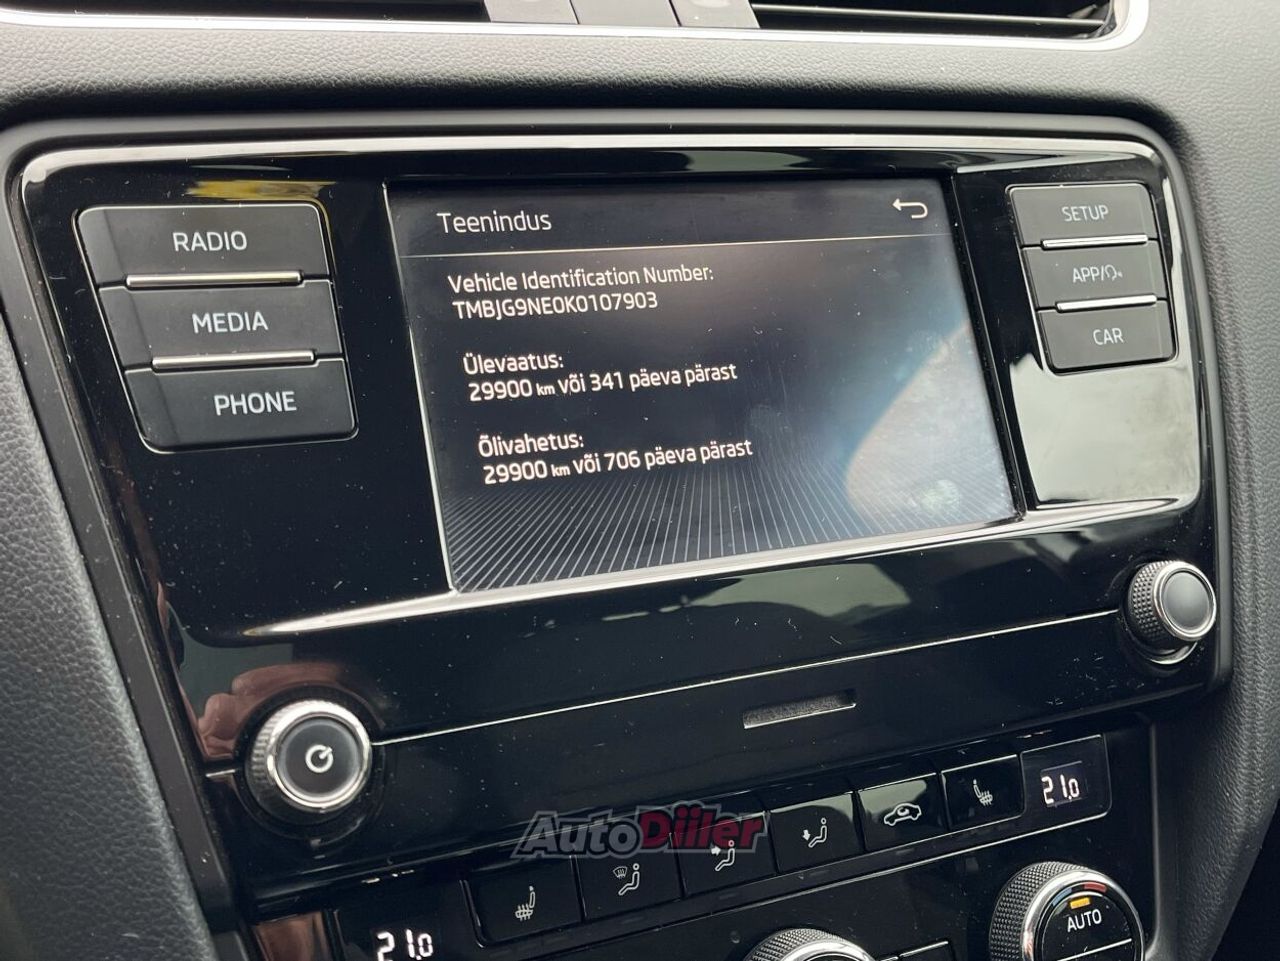 Teenindus
Vehicle Identification Number:
TMBJG9NE0K0107903
Ülevaatus:
29900 km või 341 päeva pärast
Õlivahetus:
29900 km või 706 päeva pärast
RADIO
MEDIA
PHONE
SETUP
APP/
CAR
21.0
AutoDiiler
21.0
AUTO